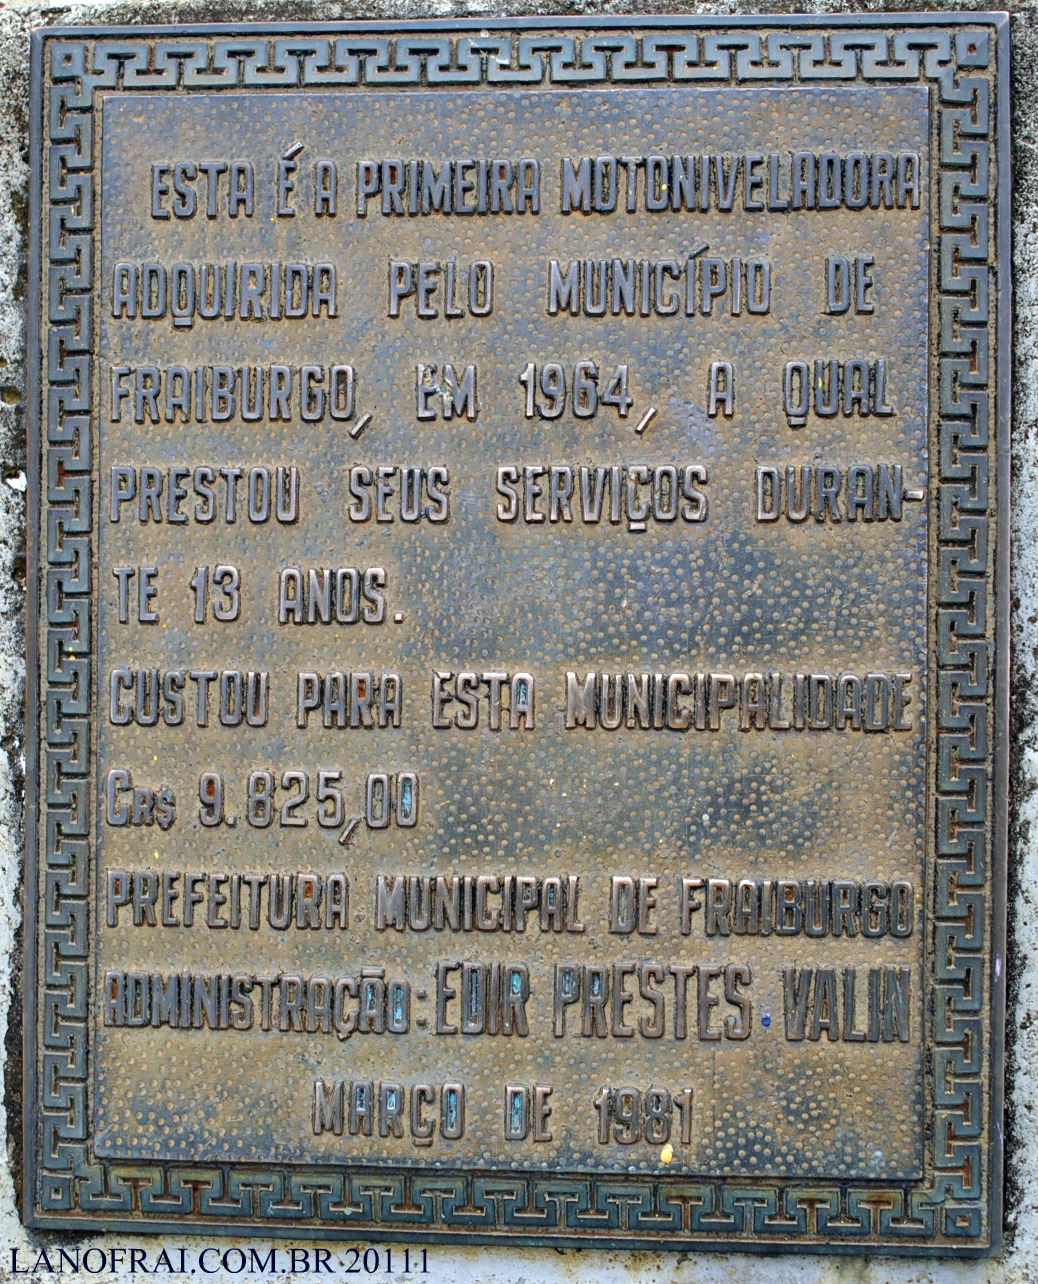 ESTA É A PRIMEIRA MOTONIVELADORA
ADQUIRIDA PELO MUNICÍPIO DE
FRAIBURGO, EM 1964, A QUAL
PRESTOU SEUS SERVIÇOS DURAN-
TE 13 ANOS.
CUSTOU PARA ESTA MUNICIPALIDADE
CR$ 9.825,00
PREFEITURA MUNICIPAL DE FRAIBURGO
ADMINISTRAÇÃO: EDIR PRESTES VALIN
MARÇO DE 1981
LANOFRAI.COM.BR 20111